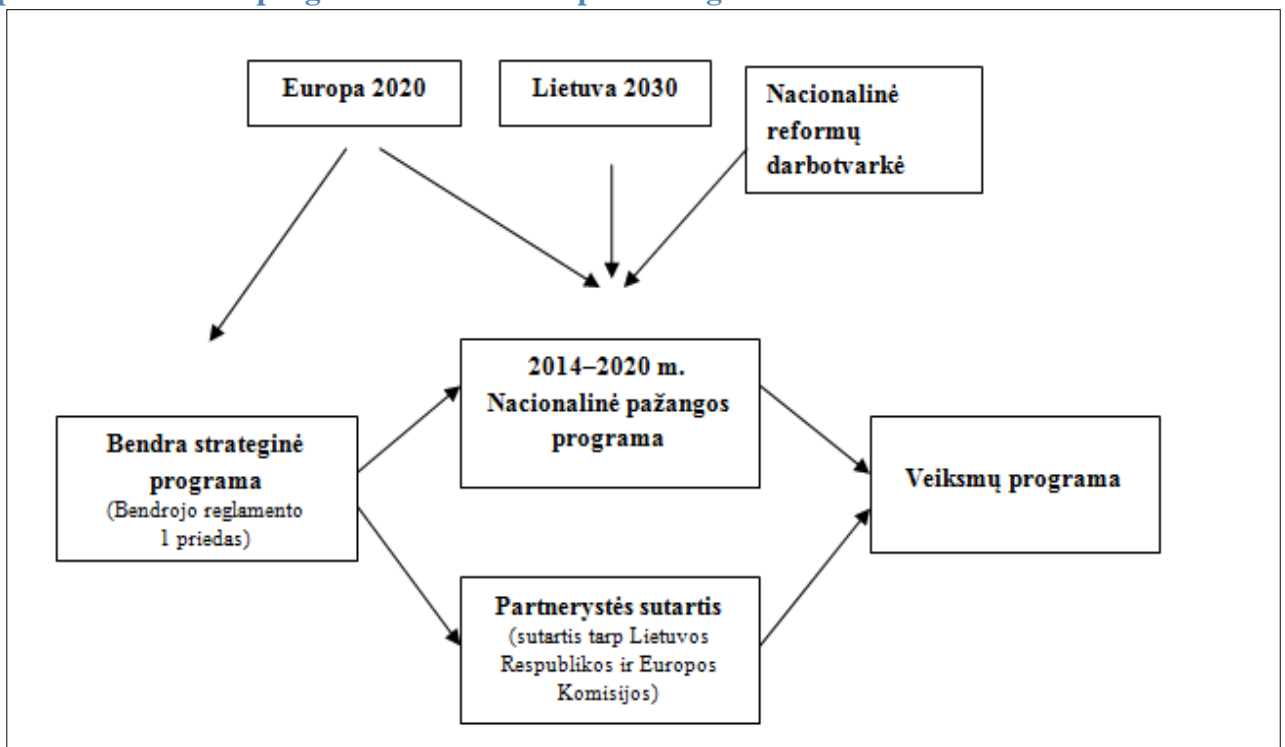 Europa 2020
Lietuva 2030
Nacionalinė
reformų
darbotvarkė
2014–2020 m.
Nacionalinė pažangos
programa
Bendra strateginė
programa
(Bendrojo reglamento
1 priedas)
Veiksmų programa
Partnerystės sutartis
(sutartis tarp Lietuvos
Respublikos ir Europos
Komisijos)